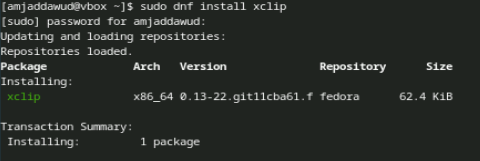 [amjaddawud@vbox ~]$ sudo dnf install xclip
[sudo] password for amjaddawud:
Updating and loading repositories:
Repositories loaded.
Package Arch Version Repository Size
Installing:
xclip x86_64 0.13-22.git11cba61.f fedora 62.4 KiB
Transaction Summary:
Installing: 1 package